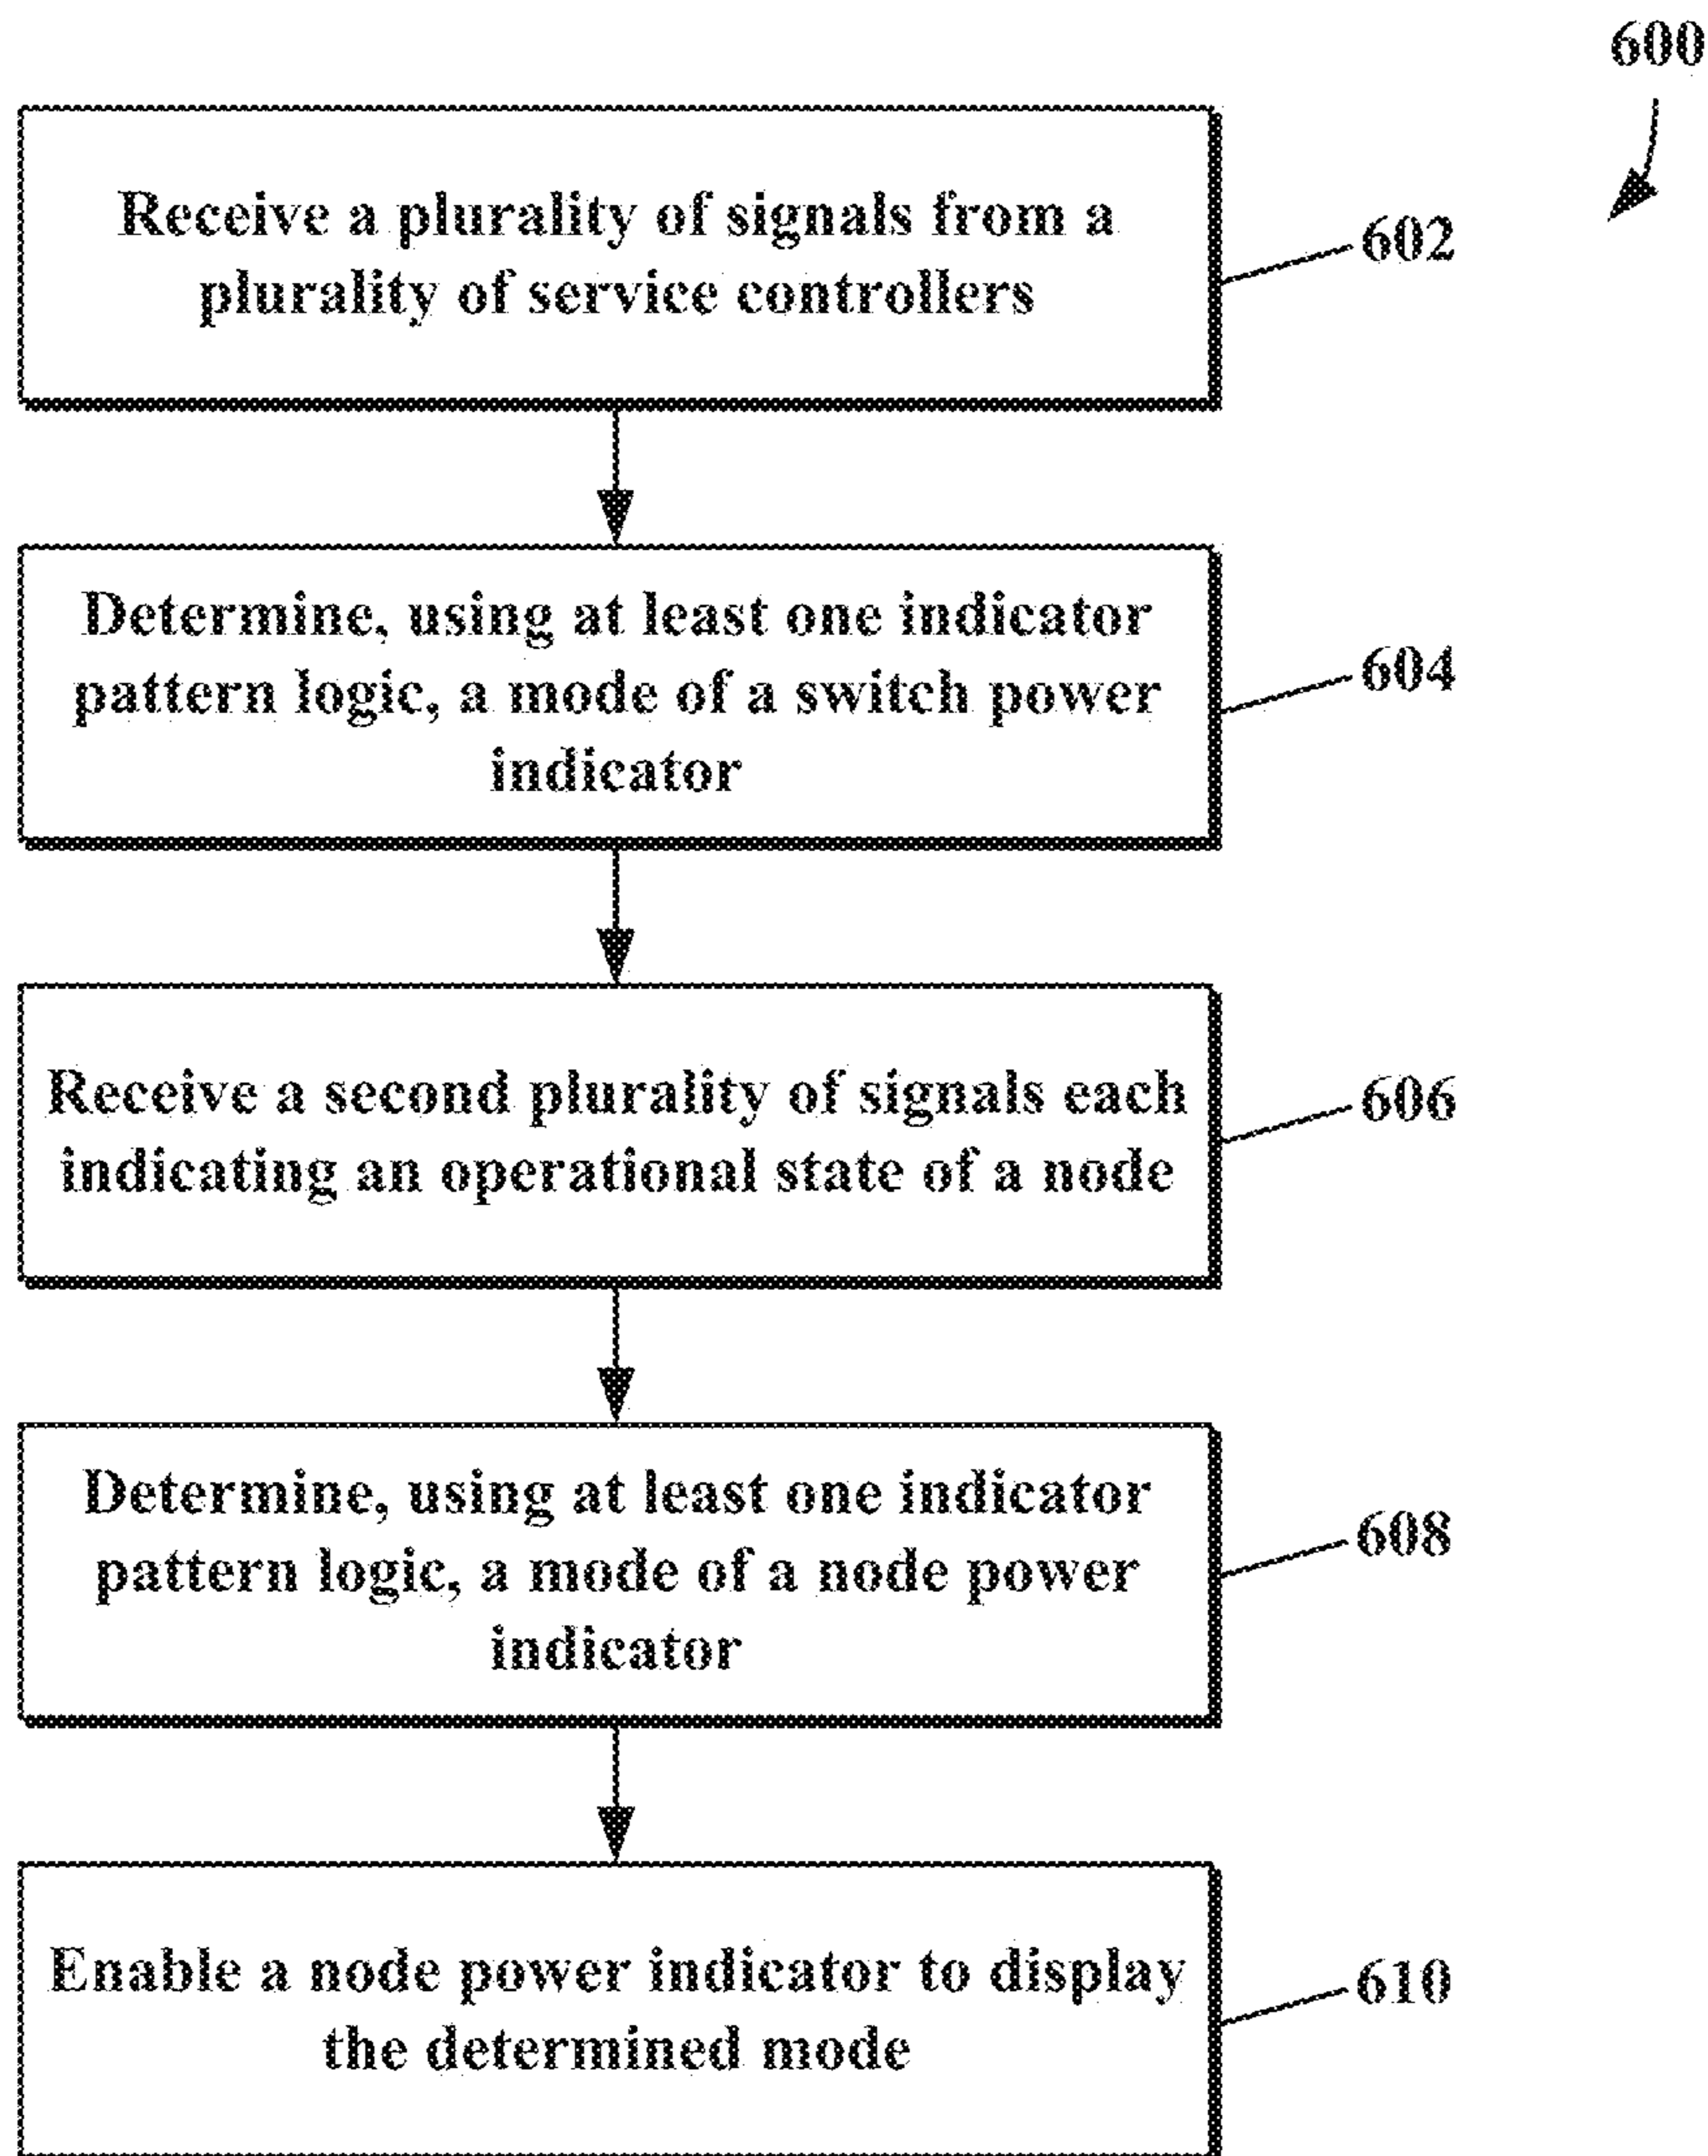 600
Receive a plurality of signals from a
plurality of service controllers
602
Determine, using at least one indicator
pattern logic, a mode of a switch power
indicator
604
Receive a second plurality of signals each
indicating an operational state of a node
606
Determine, using at least one indicator
pattern logic, a mode of a node power
indicator
608
Enable a node power indicator to display
the determined mode
610